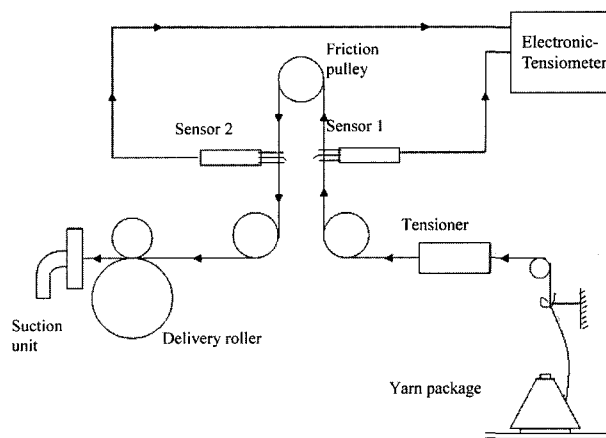 Friction
pulley
Electronic-
Tensiometer
Sensor 2
Sensor 1
Tensioner
Suction
unit
Delivery roller
Yarn package